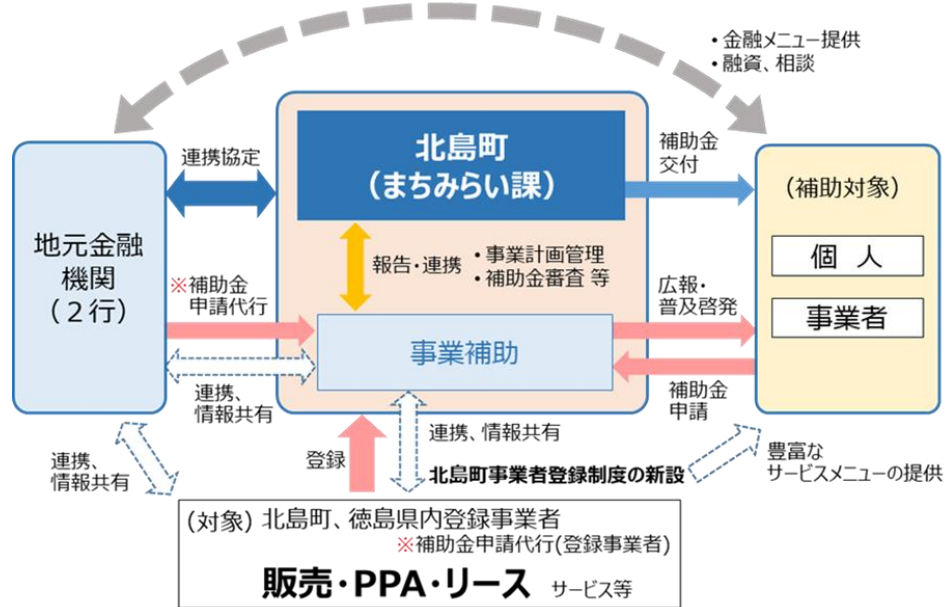 • 金融メニュー提供
• 融資、相談
連携協定
北島町
（まちみらい課）
補助金
交付
(補助対象)
個 人
事業者
地元金融
機関
（２行）
※補助金
申請代行
報告・連携
• 事業計画管理
• 補助金審査 等
広報・
普及啓発
事業補助
連携、
情報共有
補助金
申請
連携、
情報共有
登録
連携、情報共有
北島町事業者登録制度の新設
豊富な
サービスメニューの提供
(対象) 北島町、徳島県内登録事業者
※補助金申請代行(登録事業者)
販売・PPA・リース サービス等